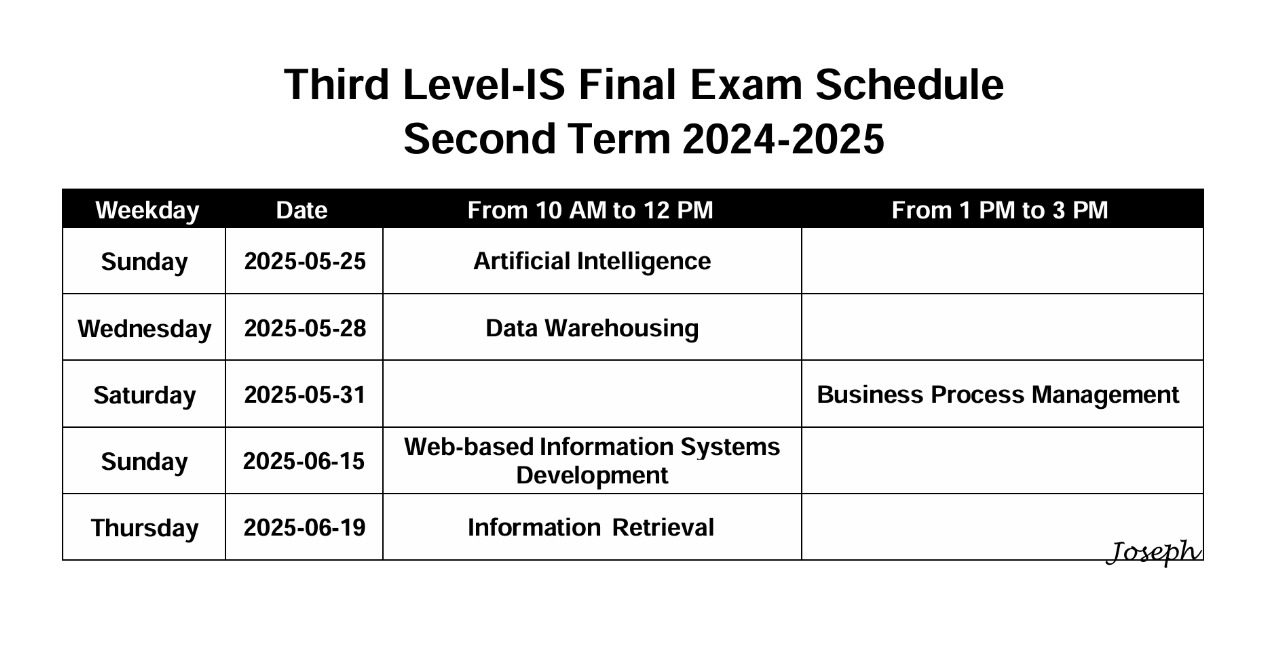 Third Level-IS Final Exam Schedule
Second Term 2024-2025
Weekday Date From 10 AM to 12 PM From 1 PM to 3 PM
Sunday 2025-05-25 Artificial Intelligence
Wednesday 2025-05-28 Data Warehousing
Saturday 2025-05-31 Business Process Management
Sunday 2025-06-15 Web-based Information Systems
Development
Thursday 2025-06-19 Information Retrieval
Joseph